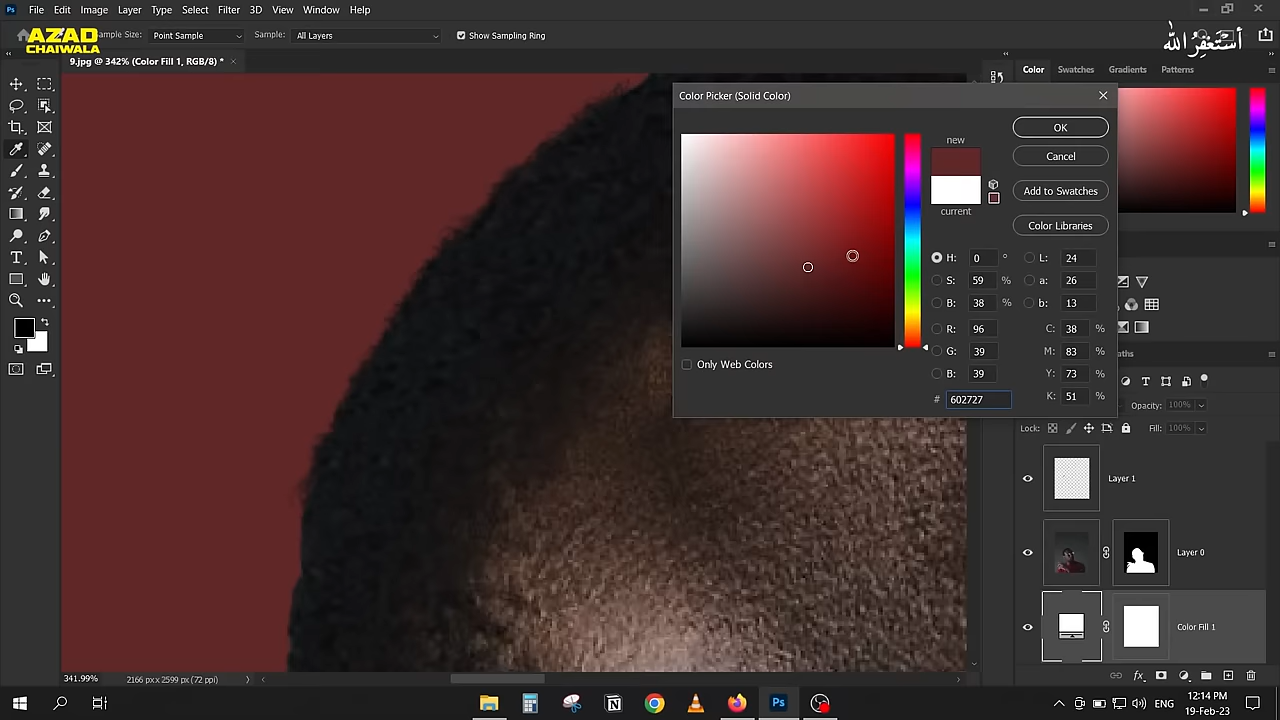 File Edit Image Layer Type Select Filter 3D View Window Help
AZAD
CHAIWALA
Sample Size: Point Sample Sample: All Layers Show Sampling Ring
أستغفر الله
9.jpg @ 342% (Color Fill 1, RGB/8) *
Color Swatches Gradients Patterns
Color Picker (Solid Color)
new
current
OK
Cancel
Add to Swatches
Color Libraries
H: 0 ° L: 24
S: 59 % a: 26
B: 38 % b: 13
R: 96 C: 38 %
G: 39 M: 83 %
B: 39 Y: 73 %
# 602727 K: 51 %
Only Web Colors
Opacity: 100%
Lock: Fill: 100%
Layer 1
Layer 0
Color Fill 1
341.99% 2166 px x 2599 px (72 ppi)
ENG
12:14 PM
19-Feb-23